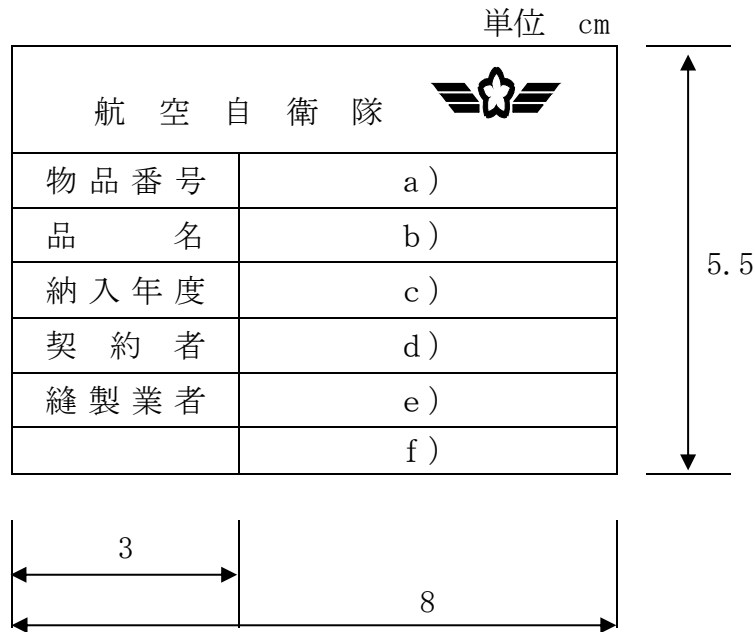 単位 cm
航空自衛隊
物品番号 a)
品名 b)
納入年度 c)
契約者 d)
縫製業者 e)
f)
5.5
3
8